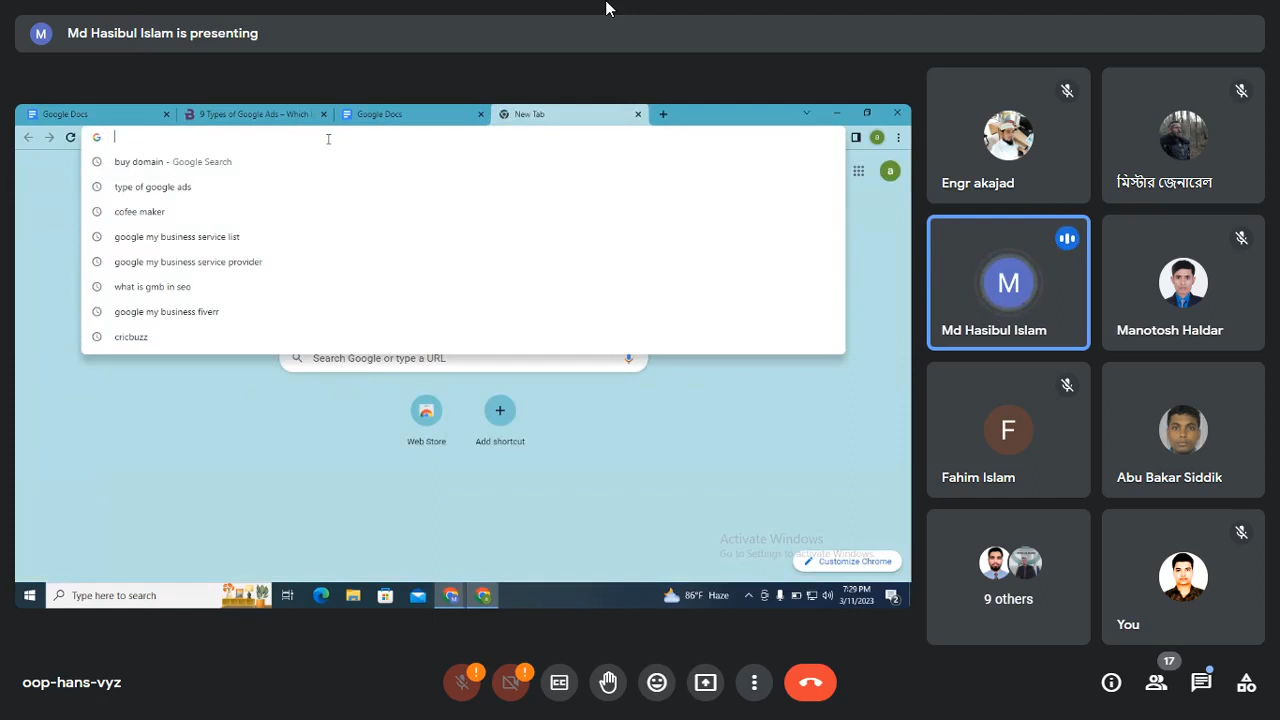 M Md Hasibul Islam is presenting
Google Docs
9 Types of Google Ads – Which
Google Docs
New Tab
a
buy domain - Google Search
type of google ads
cofee maker
google my business service list
google my business service provider
what is gmb in seo
google my business fiverr
cricbuzz
a
Search Google or type a URL
Web Store
Add shortcut
Activate Windows
Go to Settings to Activate Windows.
Customize Chrome
Type here to search
86°F Haze
7:29 PM
3/11/2023
2
Engr akajad
মিস্টার জেনারেল
M
Md Hasibul Islam
Manotosh Haldar
F
Fahim Islam
Abu Bakar Siddik
9 others
You
oop-hans-vyz
17